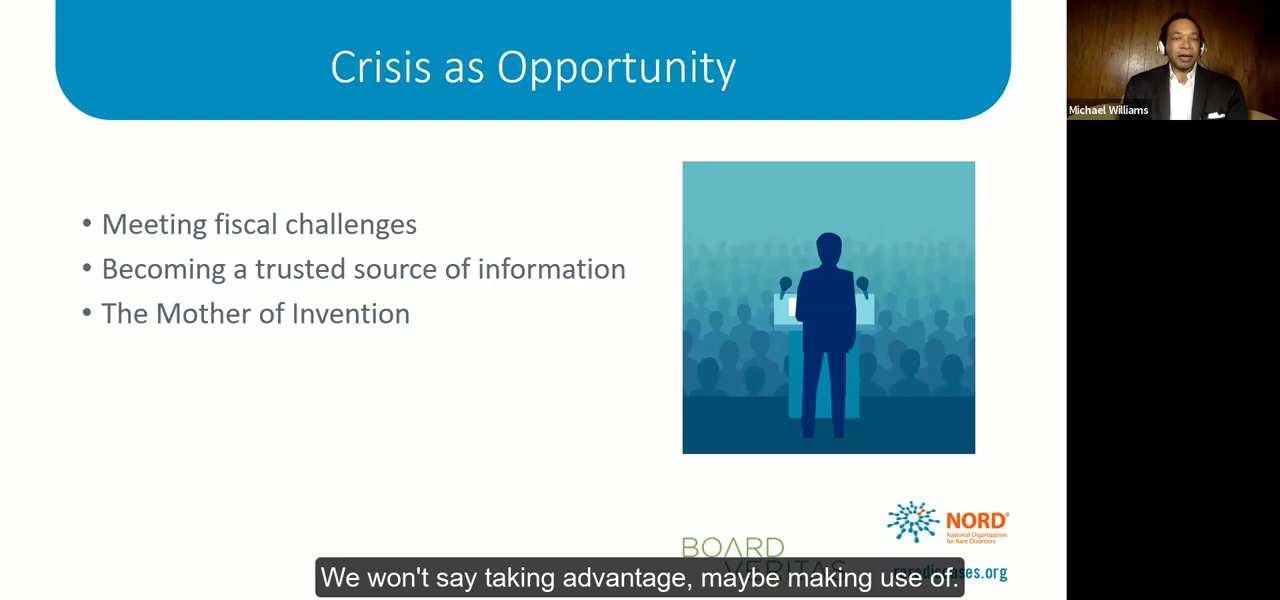 Crisis as Opportunity
Michael Williams
• Meeting fiscal challenges
• Becoming a trusted source of information
• The Mother of Invention
NORD®
National Organization
for Rare Disorders
BOARD
VERITAS
We won't say taking advantage, maybe making use of.
rarediseases.org